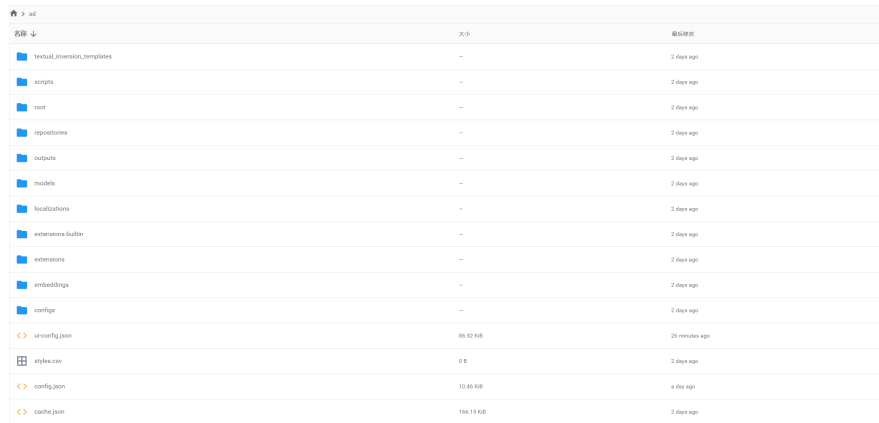 sd
名称 大小 最后修改
textual_inversion_templates — 2 days ago
scripts — 2 days ago
root — 2 days ago
repositories — 2 days ago
outputs — 2 days ago
models — 2 days ago
localizations — 2 days ago
extensions-builtin — 2 days ago
extensions — 2 days ago
embeddings — 2 days ago
configs — 2 days ago
ui-config.json 86.92 KiB 26 minutes ago
styles.csv 0 B 2 days ago
config.json 10.46 KiB a day ago
cache.json 166.13 KiB 2 days ago